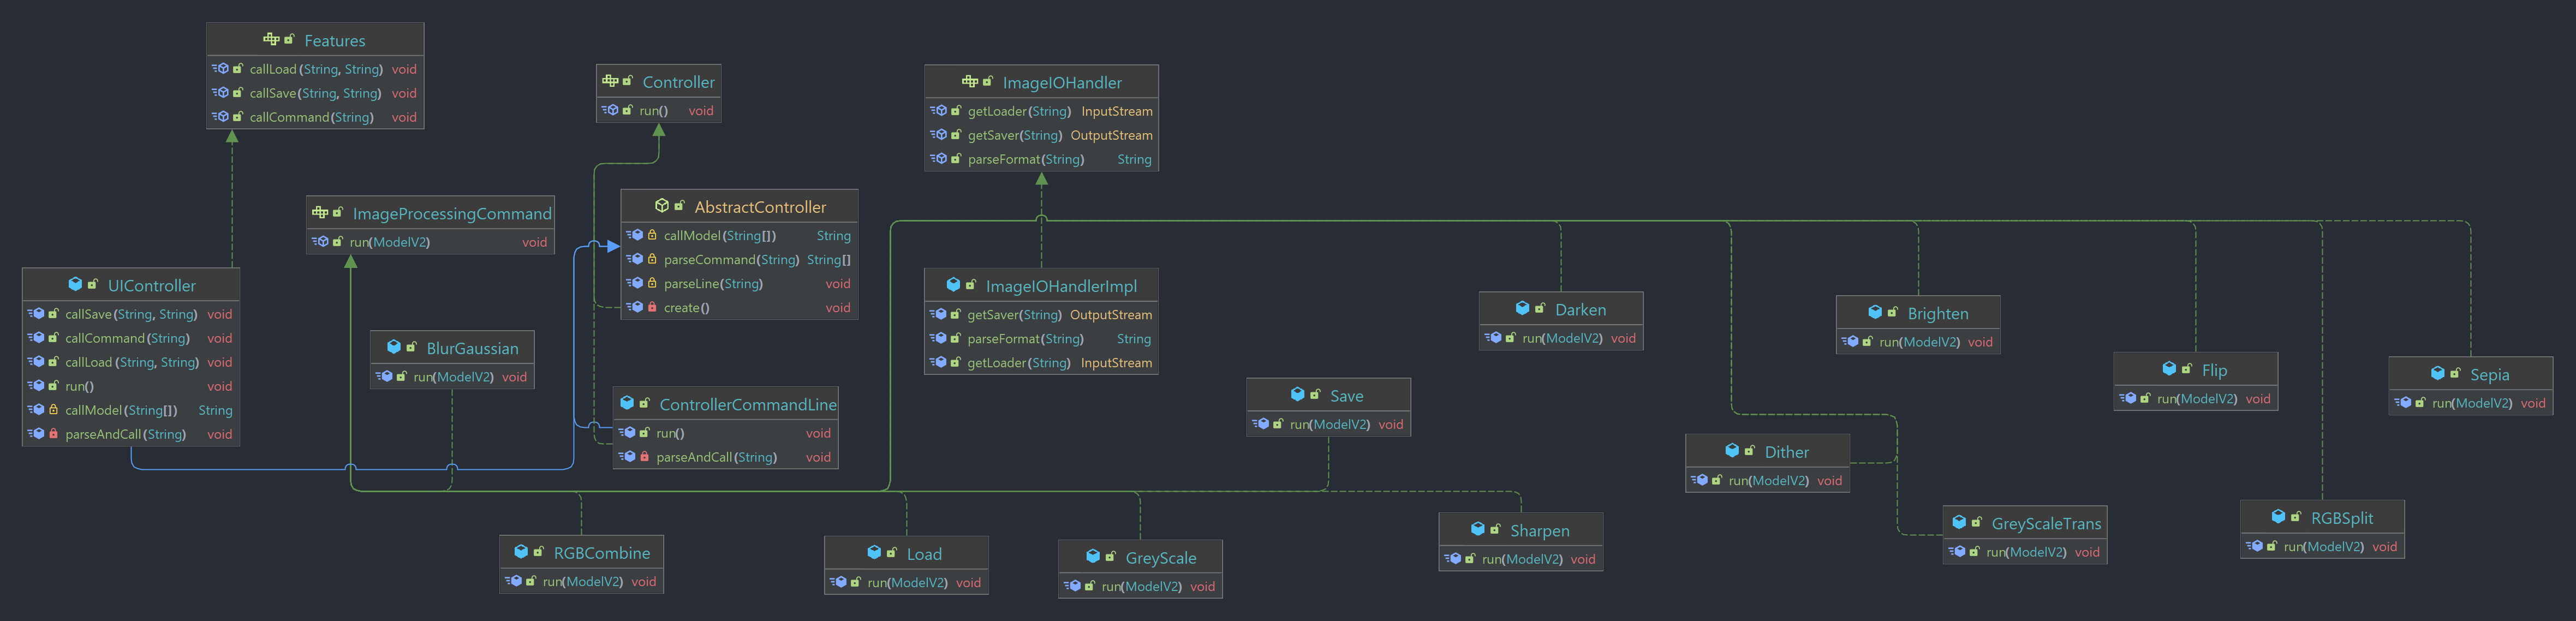 Features
callLoad(String, String) void
callSave(String, String) void
callCommand(String) void
Controller
run() void
ImageIOHandler
getLoader(String) InputStream
getSaver(String) OutputStream
parseFormat(String) String
ImageProcessingCommand
run(ModelV2) void
AbstractController
callModel(String[]) String
parseCommand(String) String[]
parseLine(String) void
create() void
UIController
callSave(String, String) void
callCommand(String) void
callLoad(String, String) void
run() void
callModel(String[]) String
parseAndCall(String) void
ImageIOHandlerImpl
getSaver(String) OutputStream
parseFormat(String) String
getLoader(String) InputStream
BlurGaussian
run(ModelV2) void
ControllerCommandLine
run() void
parseAndCall(String) void
Darken
run(ModelV2) void
Brighten
run(ModelV2) void
Flip
run(ModelV2) void
Sepia
run(ModelV2) void
Save
run(ModelV2) void
Dither
run(ModelV2) void
RGBCombine
run(ModelV2) void
Load
run(ModelV2) void
GreyScale
run(ModelV2) void
Sharpen
run(ModelV2) void
GreyScaleTrans
run(ModelV2) void
RGBSplit
run(ModelV2) void